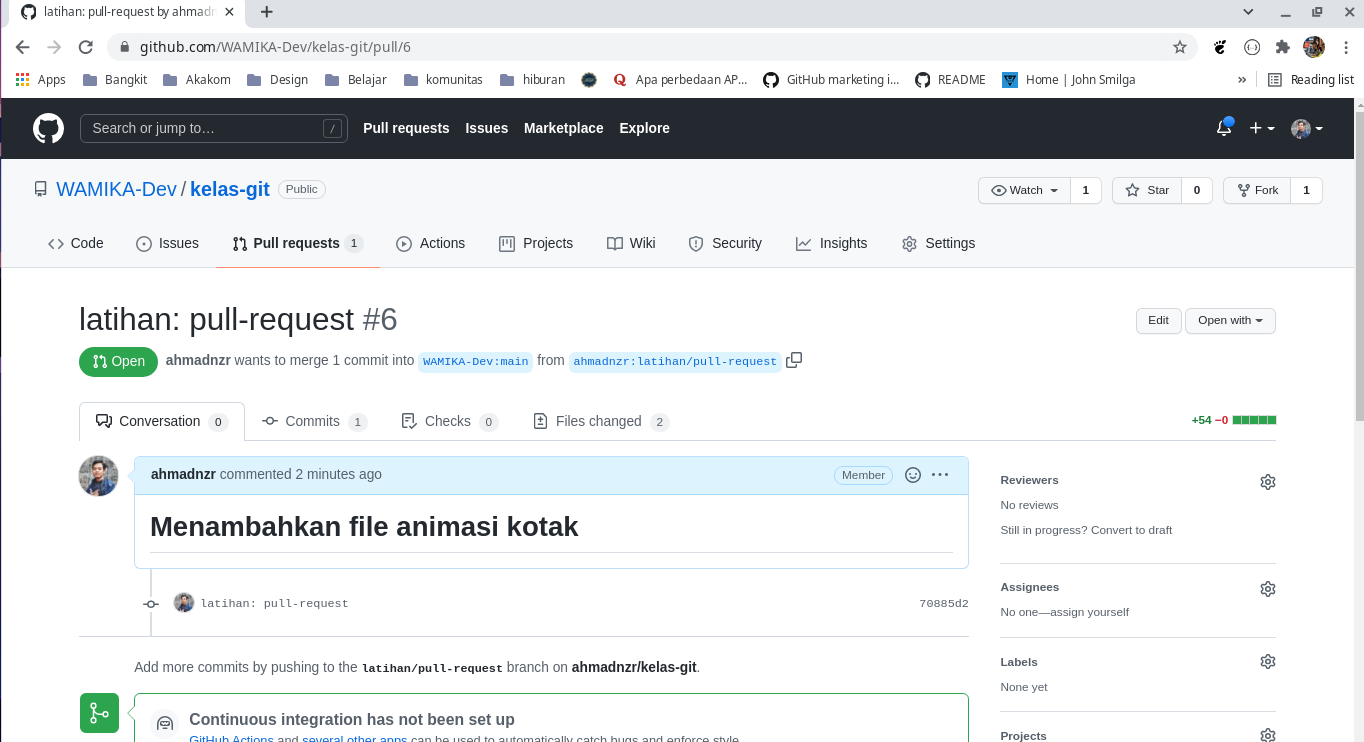 latihan: pull-request by ahmadn
github.com/WAMIKA-Dev/kelas-git/pull/6
Apps Bangkit Akakom Design Belajar komunitas hiburan Apa perbedaan AP... GitHub marketing i... README Home | John Smilga » Reading list
Search or jump to… / Pull requests Issues Marketplace Explore
WAMIKA-Dev / kelas-git Public Watch 1 Star 0 Fork 1
Code Issues Pull requests 1 Actions Projects Wiki Security Insights Settings
latihan: pull-request #6 Edit Open with
Open ahmadnzr wants to merge 1 commit into WAMIKA-Dev:main from ahmadnzr:latihan/pull-request
Conversation 0 Commits 1 Checks 0 Files changed 2 +54 −0
ahmadnzr commented 2 minutes ago Member
Menambahkan file animasi kotak
latihan: pull-request 70885d2
Add more commits by pushing to the latihan/pull-request branch on ahmadnzr/kelas-git.
Continuous integration has not been set up
GitHub Actions and several other apps can be used to automatically catch bugs and enforce style.
Reviewers
No reviews
Still in progress? Convert to draft
Assignees
No one—assign yourself
Labels
None yet
Projects